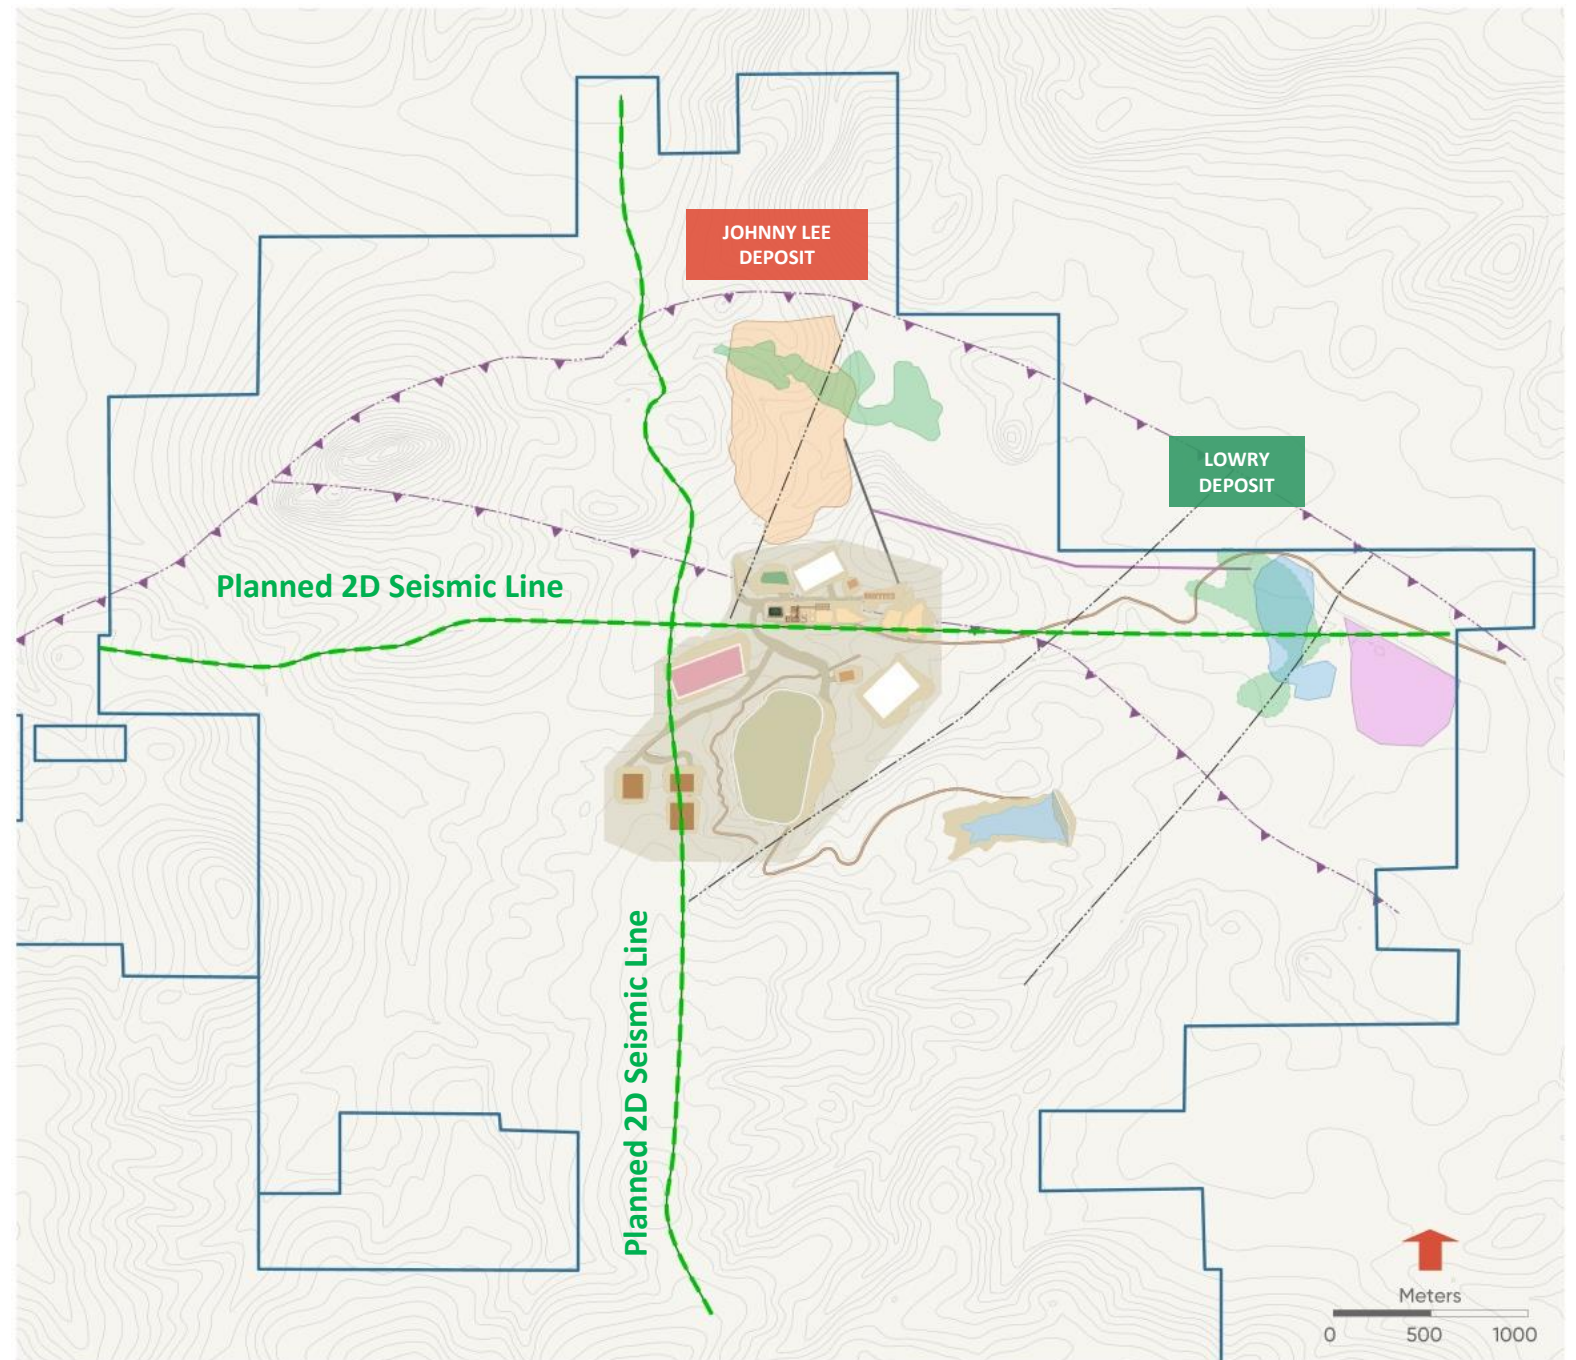 JOHNNY LEE
DEPOSIT
LOWRY
DEPOSIT
Planned 2D Seismic Line
Planned 2D Seismic Line
Meters
0 500 1000